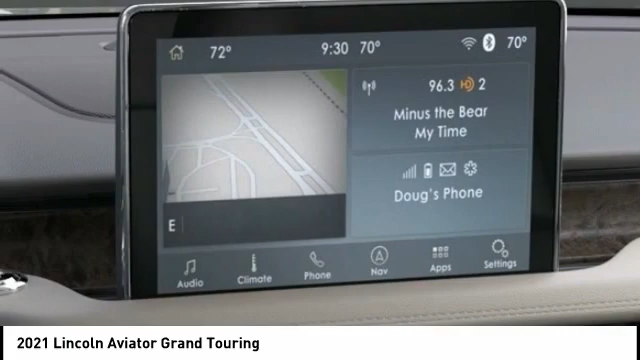 72° 9:30 70° 70°
96.3 HD 2
Minus the Bear
My Time
Doug's Phone
E
Audio Climate Phone Nav Apps Settings
2021 Lincoln Aviator Grand Touring